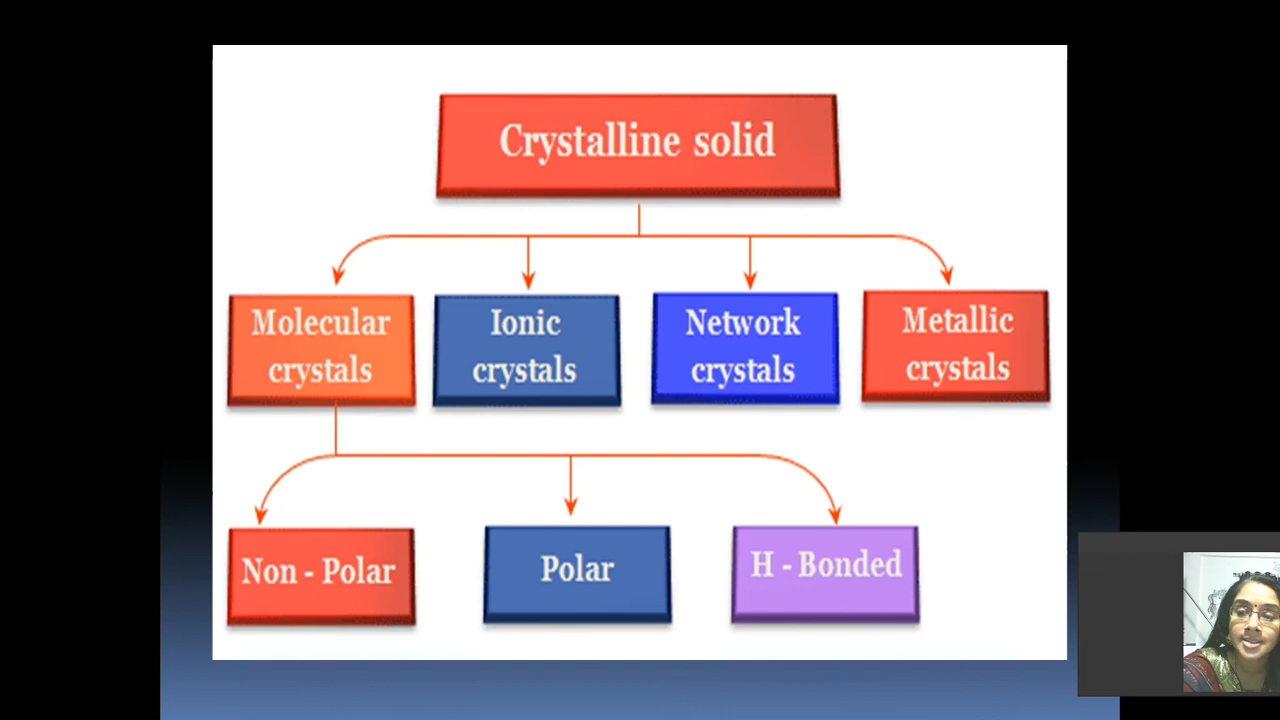 Crystalline solid
Molecular
crystals
Ionic
crystals
Network
crystals
Metallic
crystals
Non - Polar
Polar
H - Bonded